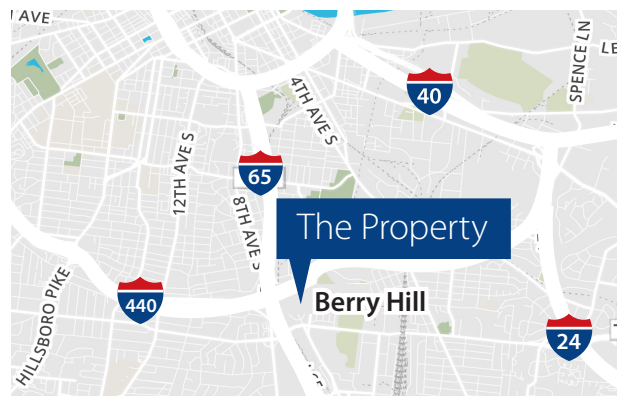 AVE
LE
SPENCE LN
4TH AVE S
40
12TH AVE S
65
8TH AVE S
The Property
Berry Hill
440
HILLSBORO PIKE
24